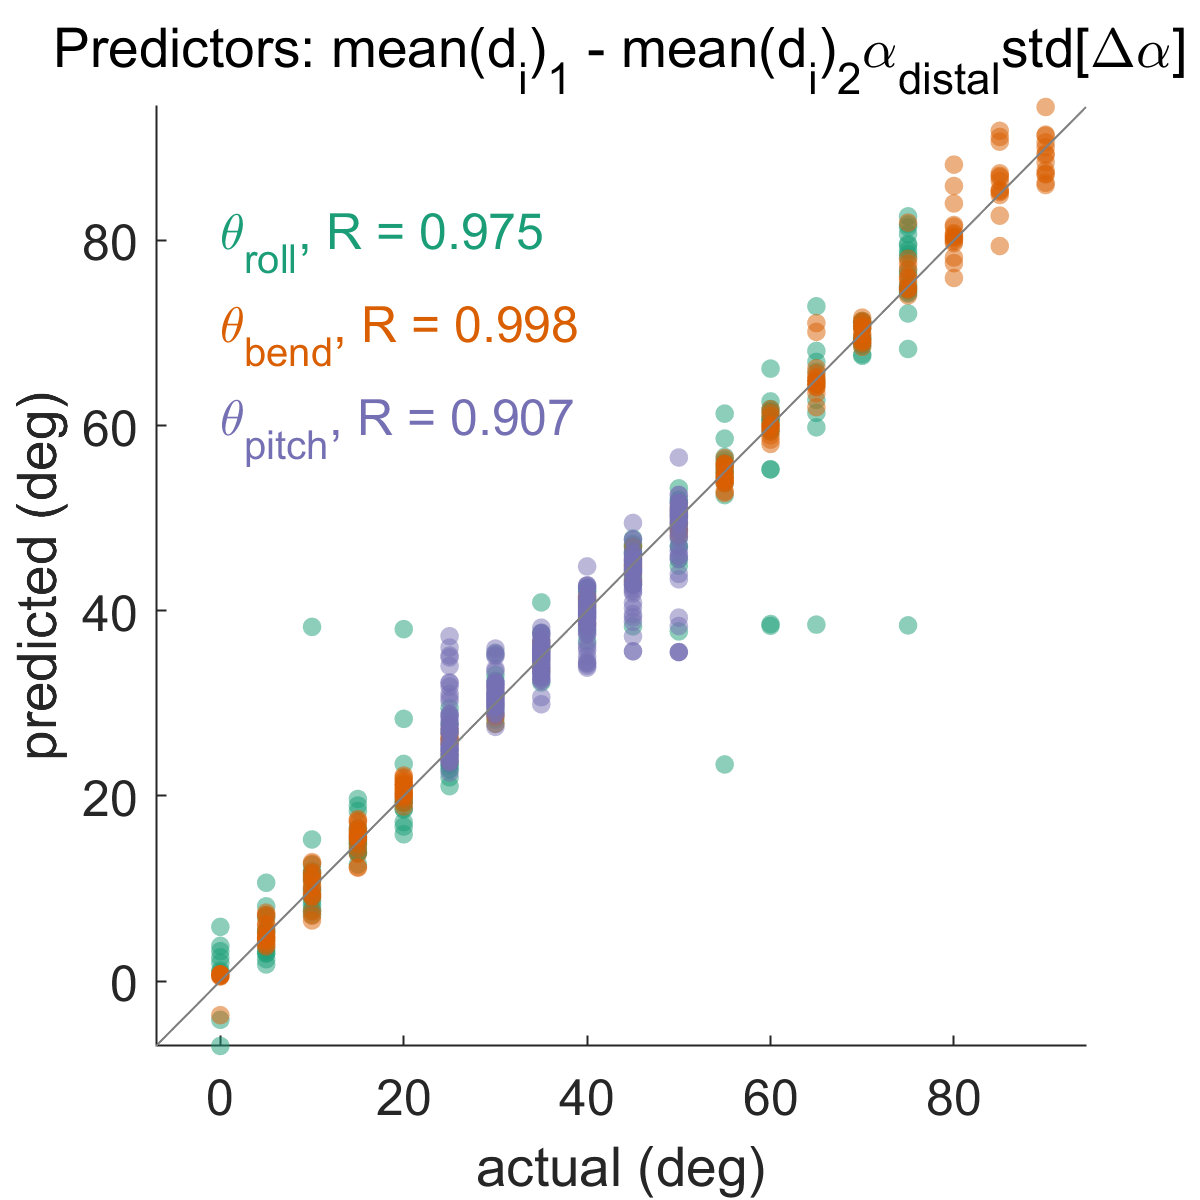 Predictors: mean(d_i)_1 - mean(d_i)_2 α_distal std[Δα]
θ_roll, R = 0.975
θ_bend, R = 0.998
θ_pitch, R = 0.907
predicted (deg)
80
60
40
20
0
0 20 40 60 80
actual (deg)